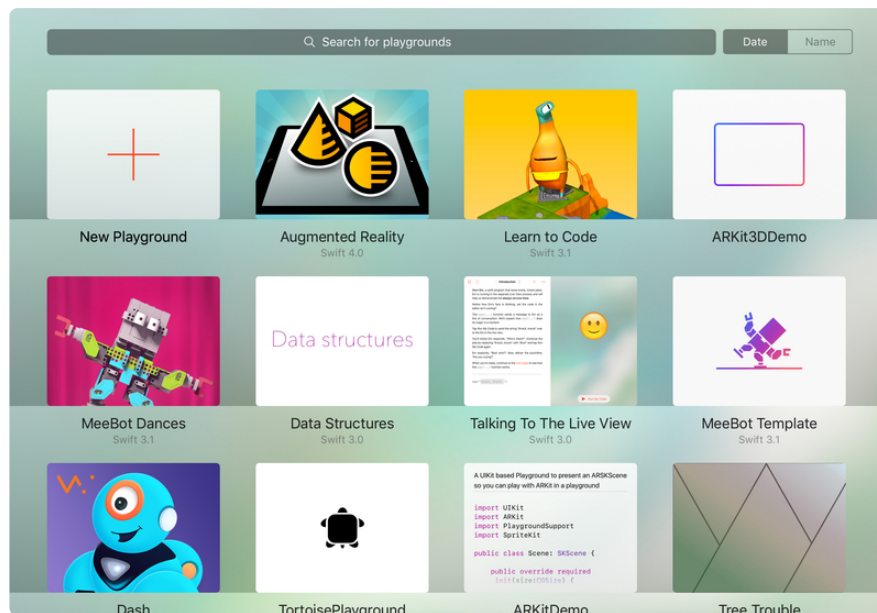 Search for playgrounds
Date
Name
New Playground
Augmented Reality
Swift 4.0
Learn to Code
Swift 3.1
ARKit3DDemo
MeeBot Dances
Swift 3.1
Data structures
Data Structures
Swift 3.0
Talking To The Live View
Swift 3.0
MeeBot Template
Swift 3.1
Dash
TortoisePlayground
A UIKit based Playground to present an ARSKScene
so you can play with ARKit in a playground
import UIKit
import ARKit
import PlaygroundSupport
import SpriteKit
public class Scene: SKScene {
public override required
init(size:CGSize) {
ARKitDemo
Tree Trouble